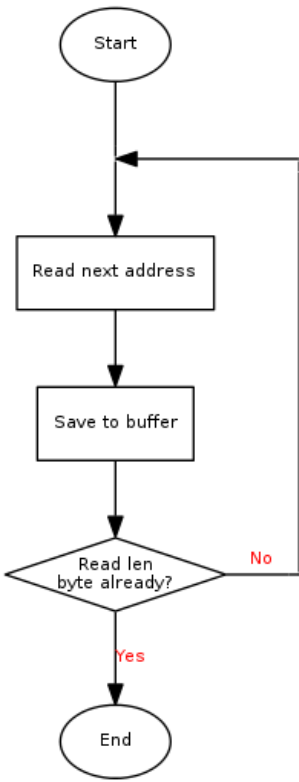 Start
Read next address
Save to buffer
Read len
byte already?
No
Yes
End